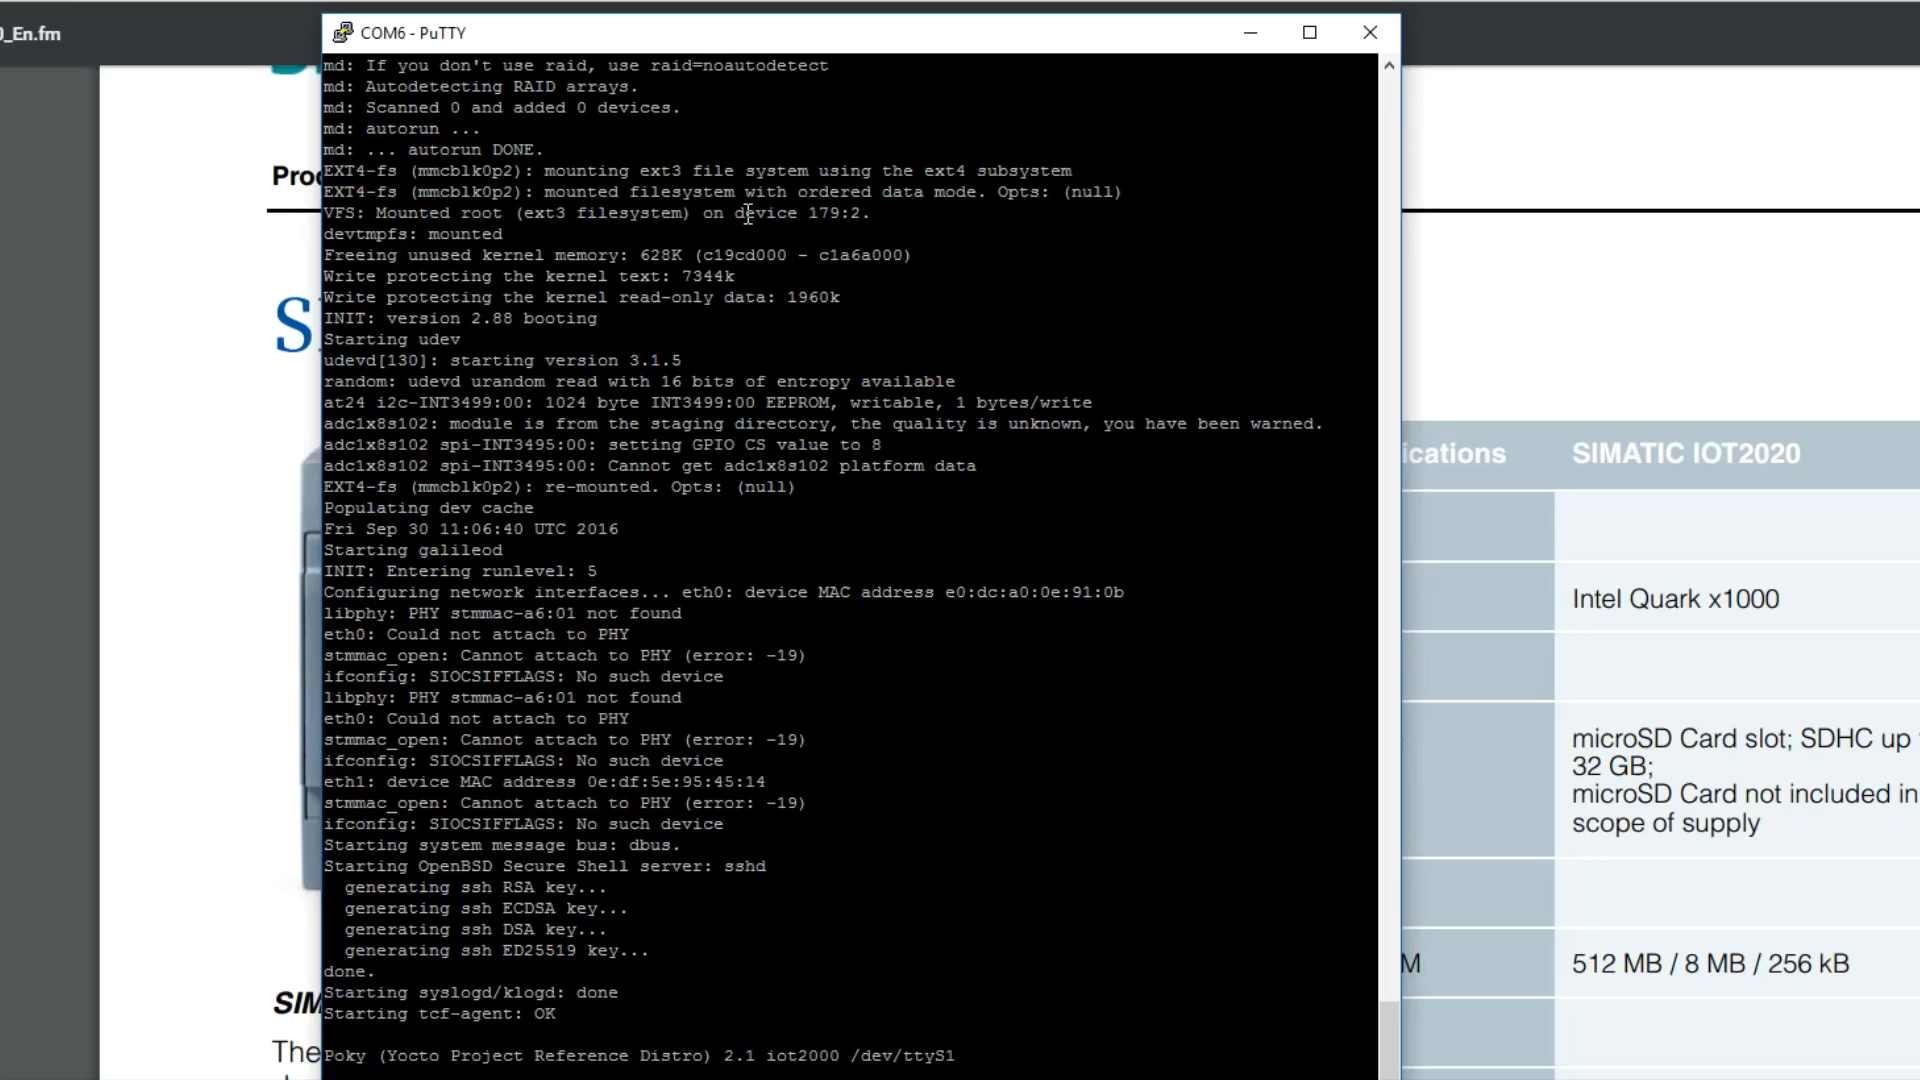 0_En.fm
COM6 - PuTTY
md: If you don't use raid, use raid=noautodetect
md: Autodetecting RAID arrays.
md: Scanned 0 and added 0 devices.
md: autorun ...
md: ... autorun DONE.
EXT4-fs (mmcblk0p2): mounting ext3 file system using the ext4 subsystem
EXT4-fs (mmcblk0p2): mounted filesystem with ordered data mode. Opts: (null)
VFS: Mounted root (ext3 filesystem) on device 179:2.
devtmpfs: mounted
Freeing unused kernel memory: 628K (c19cd000 - c1a6a000)
Write protecting the kernel text: 7344k
Write protecting the kernel read-only data: 1960k
INIT: version 2.88 booting
Starting udev
udevd[130]: starting version 3.1.5
random: udevd urandom read with 16 bits of entropy available
at24 i2c-INT3499:00: 1024 byte INT3499:00 EEPROM, writable, 1 bytes/write
adc1x8s102: module is from the staging directory, the quality is unknown, you have been warned.
adc1x8s102 spi-INT3495:00: setting GPIO CS value to 8
adc1x8s102 spi-INT3495:00: Cannot get adc1x8s102 platform data
EXT4-fs (mmcblk0p2): re-mounted. Opts: (null)
Populating dev cache
Fri Sep 30 11:06:40 UTC 2016
Starting galileod
INIT: Entering runlevel: 5
Configuring network interfaces... eth0: device MAC address e0:dc:a0:0e:91:0b
libphy: PHY stmmac-a6:01 not found
eth0: Could not attach to PHY
stmmac_open: Cannot attach to PHY (error: -19)
ifconfig: SIOCSIFFLAGS: No such device
libphy: PHY stmmac-a6:01 not found
eth0: Could not attach to PHY
stmmac_open: Cannot attach to PHY (error: -19)
ifconfig: SIOCSIFFLAGS: No such device
eth1: device MAC address 0e:df:5e:95:45:14
stmmac_open: Cannot attach to PHY (error: -19)
ifconfig: SIOCSIFFLAGS: No such device
Starting system message bus: dbus.
Starting OpenBSD Secure Shell server: sshd
generating ssh RSA key...
generating ssh ECDSA key...
generating ssh DSA key...
generating ssh ED25519 key...
done.
Starting syslogd/klogd: done
Starting tcf-agent: OK
Poky (Yocto Project Reference Distro) 2.1 iot2000 /dev/ttyS1
Proc
S
SIM
The
ications
SIMATIC IOT2020
Intel Quark x1000
microSD Card slot; SDHC up
32 GB;
microSD Card not included in
scope of supply
M
512 MB / 8 MB / 256 kB